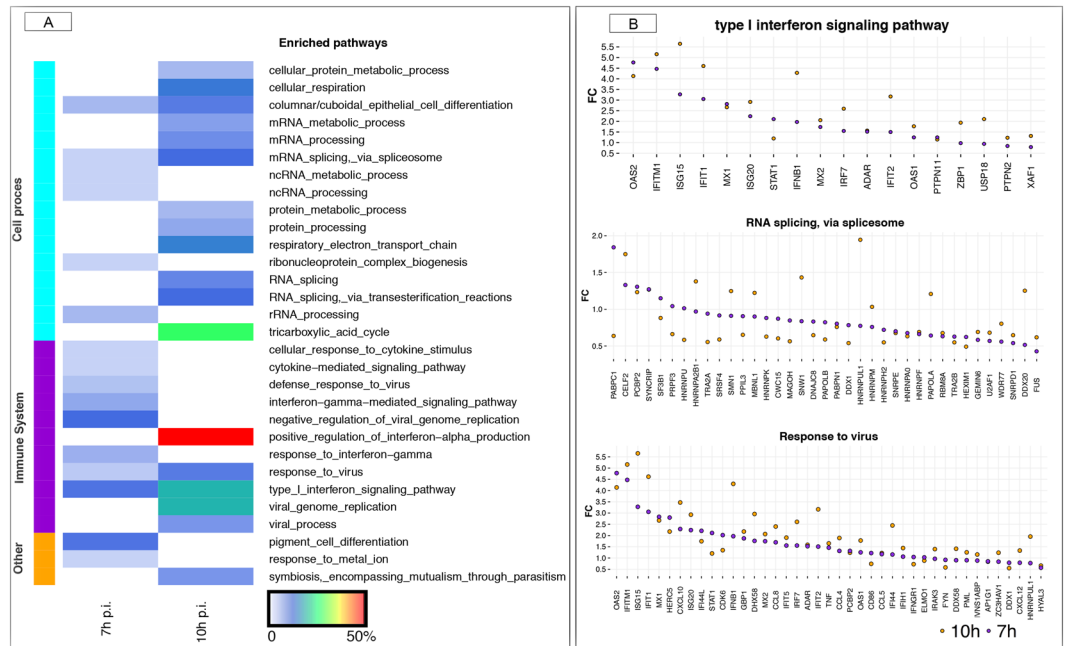 A
Enriched pathways
cellular_protein_metabolic_process
cellular_respiration
columnar/cuboidal_epithelial_cell_differentiation
mRNA_metabolic_process
mRNA_processing
mRNA_splicing,_via_spliceosome
ncRNA_metabolic_process
ncRNA_processing
protein_metabolic_process
protein_processing
respiratory_electron_transport_chain
ribonucleoprotein_complex_biogenesis
RNA_splicing
RNA_splicing,_via_transesterification_reactions
rRNA_processing
tricarboxylic_acid_cycle
cellular_response_to_cytokine_stimulus
cytokine-mediated_signaling_pathway
defense_response_to_virus
interferon-gamma-mediated_signaling_pathway
negative_regulation_of_viral_genome_replication
positive_regulation_of_interferon-alpha_production
response_to_interferon-gamma
response_to_virus
type_I_interferon_signaling_pathway
viral_genome_replication
viral_process
pigment_cell_differentiation
response_to_metal_ion
symbiosis,_encompassing_mutualism_through_parasitism
Cell proces
Immune System
Other
7h p.i.
10h p.i.
0 50%
B
type I interferon signaling pathway
FC
5.5
5.0
4.5
4.0
3.5
3.0
2.5
2.0
1.5
1.0
0.5
OAS2 IFITM1 ISG15 IFIT1 MX1 ISG20 STAT1 IFNB1 MX2 IRF7 ADAR IFIT2 OAS1 PTPN11 ZBP1 USP18 PTPN2 XAF1
RNA splicing, via splicesome
FC
2.0
1.5
1.0
0.5
PABPC1 CELF2 PCBP2 SYNCRIP SF3B1 PRPF3 HNRNPU HNRNPA2B1 TRA2A SRSF4 SMN1 PPIL3 MBNL1 HNRNPK CWC15 MAGOH SNW1 DNAJC8 PAPOLB PABPN1 DDX1 HNRNPUL1 HNRNPM HNRNPH2 SNRPE HNRNPA0 HNRNPF PAPOLA RBM8A TRA2B HEXIM1 GEMIN6 U2AF1 WDR77 SNRPD1 DDX20 FUS
Response to virus
FC
5.5
5.0
4.5
4.0
3.5
3.0
2.5
2.0
1.5
1.0
0.5
OAS2 IFITM1 ISG15 IFIT1 MX1 HERC5 CXCL10 ISG20 IFI44L STAT1 CDK6 IFNB1 GBP1 DHX58 MX2 CCL8 IFIT5 IRF7 ADAR IFIT2 TNF CCL4 PCBP2 OAS1 CD86 CCL5 IFI44 IFIH1 IFNGR1 ELMO1 IRAK3 FYN DDX58 PML IVNS1ABP AP1G1 ZC3HAV1 DDX1 CXCL12 HNRNPUL1 HYAL3
10h 7h